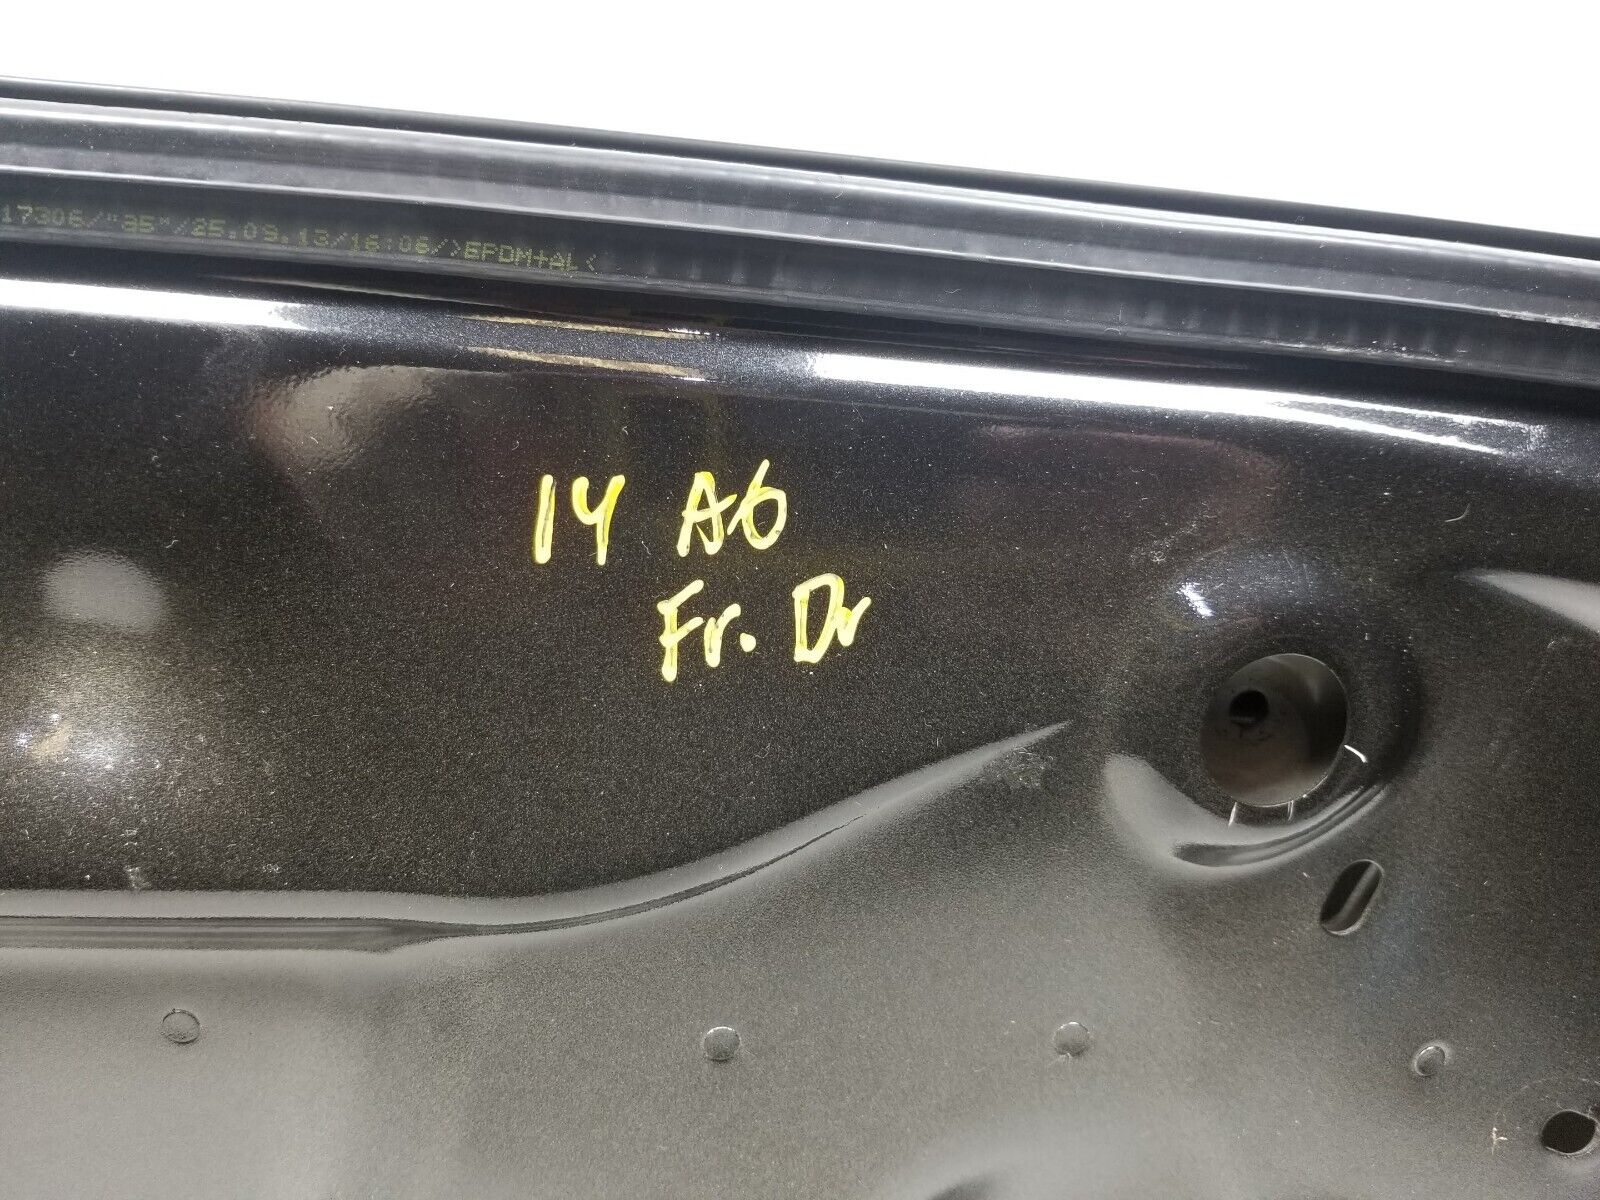 17306/"35"/25.09.13/16:06/>EPDM+AL<
14 A6
Fr. Dr